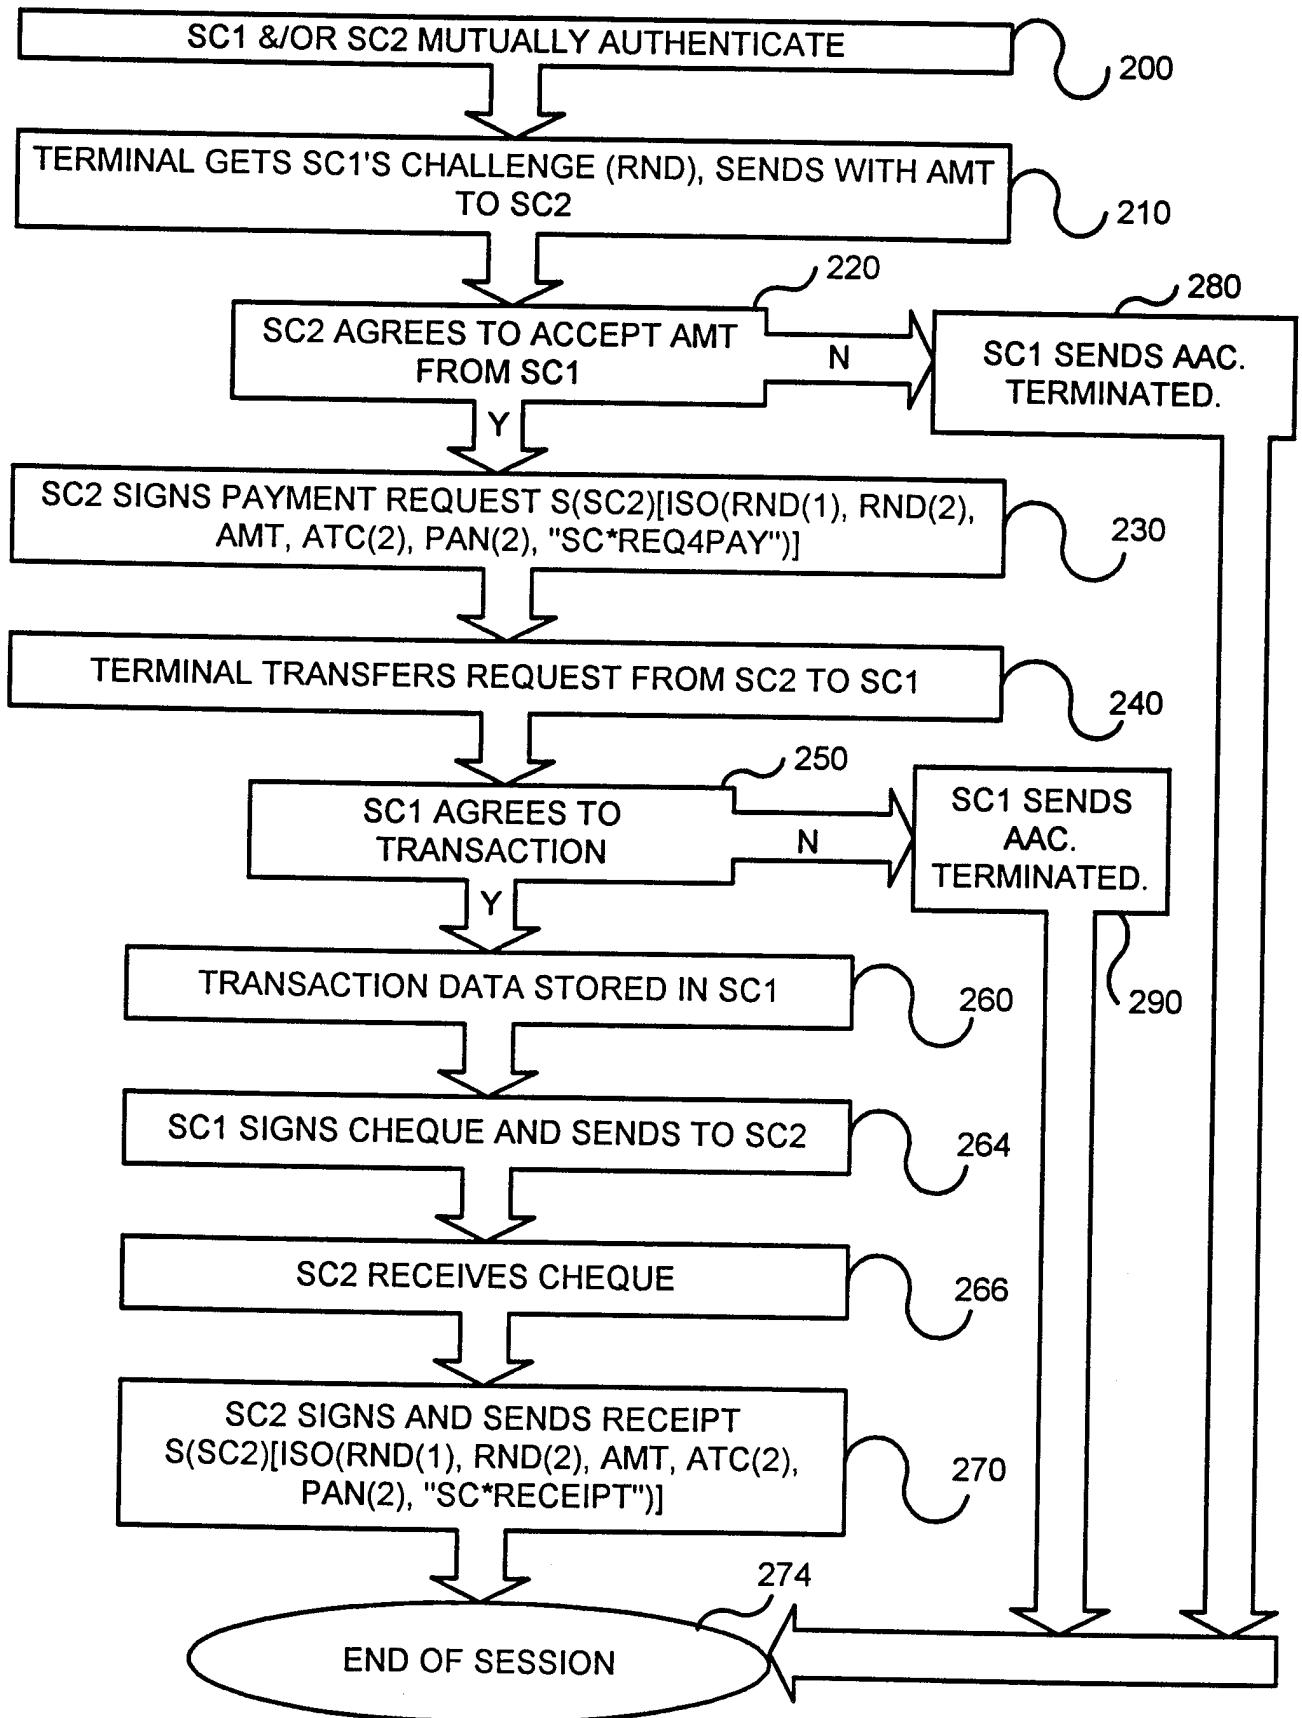 SC1 &/OR SC2 MUTUALLY AUTHENTICATE
200
TERMINAL GETS SC1'S CHALLENGE (RND), SENDS WITH AMT
TO SC2
210
220
SC2 AGREES TO ACCEPT AMT
FROM SC1
N
280
SC1 SENDS AAC.
TERMINATED.
Y
SC2 SIGNS PAYMENT REQUEST S(SC2)[ISO(RND(1), RND(2),
AMT, ATC(2), PAN(2), "SC*REQ4PAY")]
230
TERMINAL TRANSFERS REQUEST FROM SC2 TO SC1
240
250
SC1 AGREES TO
TRANSACTION
N
SC1 SENDS
AAC.
TERMINATED.
290
Y
TRANSACTION DATA STORED IN SC1
260
SC1 SIGNS CHEQUE AND SENDS TO SC2
264
SC2 RECEIVES CHEQUE
266
SC2 SIGNS AND SENDS RECEIPT
S(SC2)[ISO(RND(1), RND(2), AMT, ATC(2),
PAN(2), "SC*RECEIPT")]
270
274
END OF SESSION